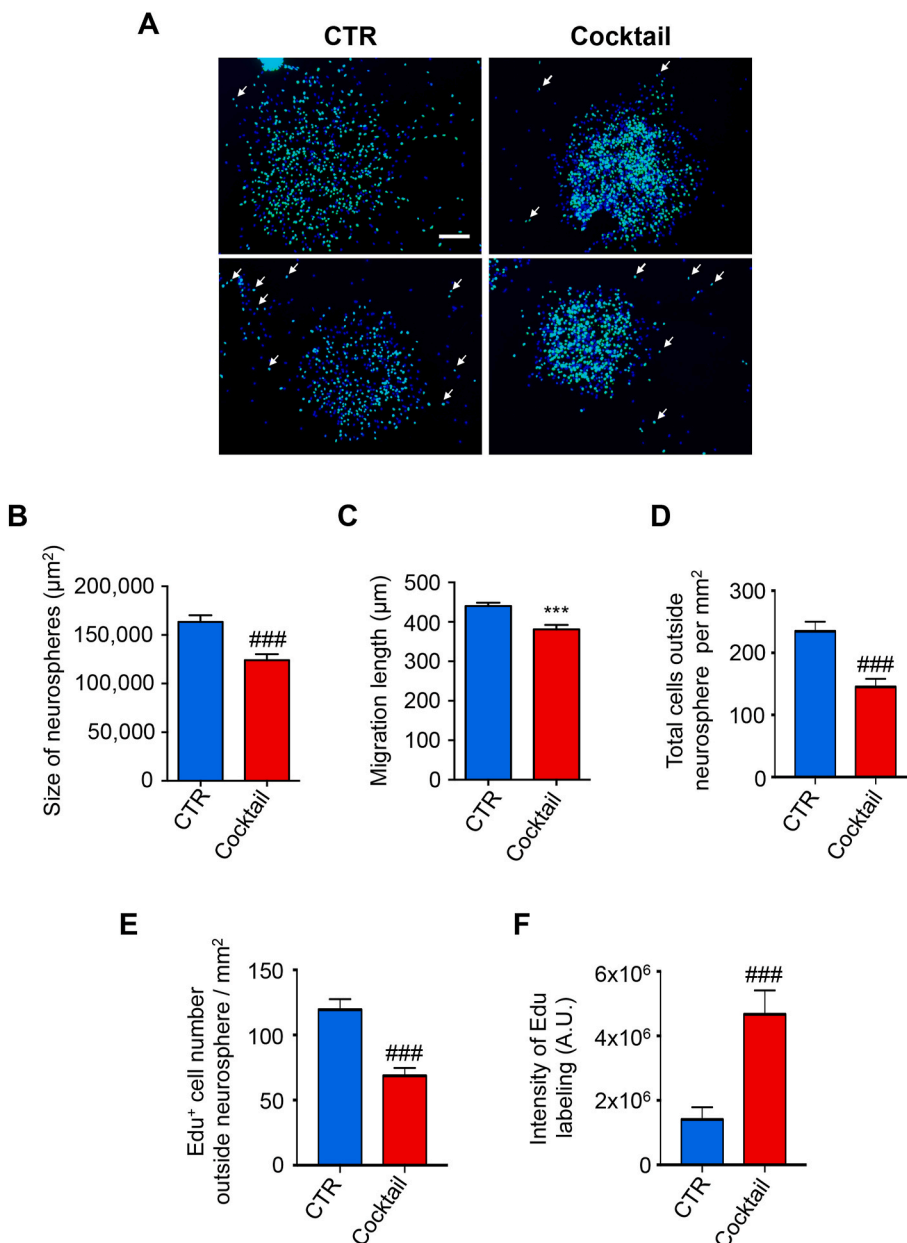 A
CTR Cocktail
B
Size of neurospheres (µm²)
200,000
150,000
100,000
50,000
0
###
CTR
Cocktail
C
Migration length (µm)
500
400
300
200
100
0
***
CTR
Cocktail
D
Total cells outside
neurosphere per mm²
300
200
100
0
###
CTR
Cocktail
E
Edu⁺ cell number
outside neurosphere / mm²
150
100
50
0
###
CTR
Cocktail
F
Intensity of Edu
labeling (A.U.)
6x10⁶
4x10⁶
2x10⁶
0
###
CTR
Cocktail